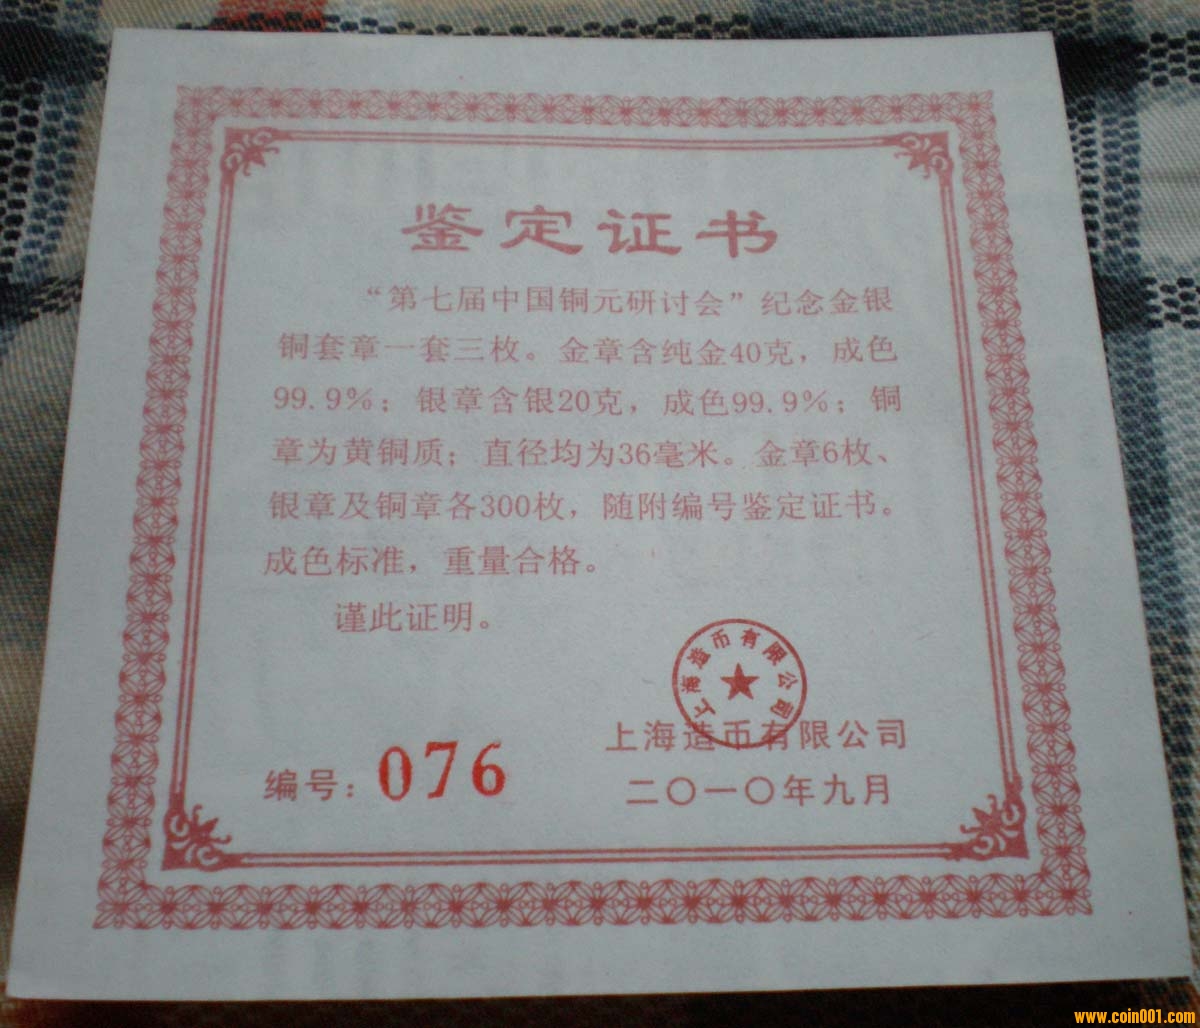 鉴定证书
“第七届中国铜元研讨会”纪念金银
铜套章一套三枚。金章含纯金40克，成色
99.9%；银章含银20克，成色99.9%；铜
章为黄铜质；直径均为36毫米。金章6枚、
银章及铜章各300枚，随附编号鉴定证书。
成色标准，重量合格。
谨此证明。
上海造币有限公司
上海造币有限公司
编号：076
二〇一〇年九月
www.coin001.com